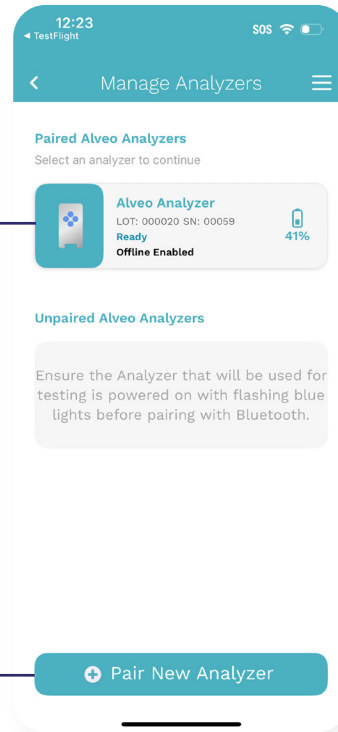 12:23
SOS
◀ TestFlight
Manage Analyzers
Paired Alveo Analyzers
Select an analyzer to continue
Alveo Analyzer
LOT: 000020 SN: 00059
Ready
41%
Offline Enabled
Unpaired Alveo Analyzers
Ensure the Analyzer that will be used for
testing is powered on with flashing blue
lights before pairing with Bluetooth.
Pair New Analyzer